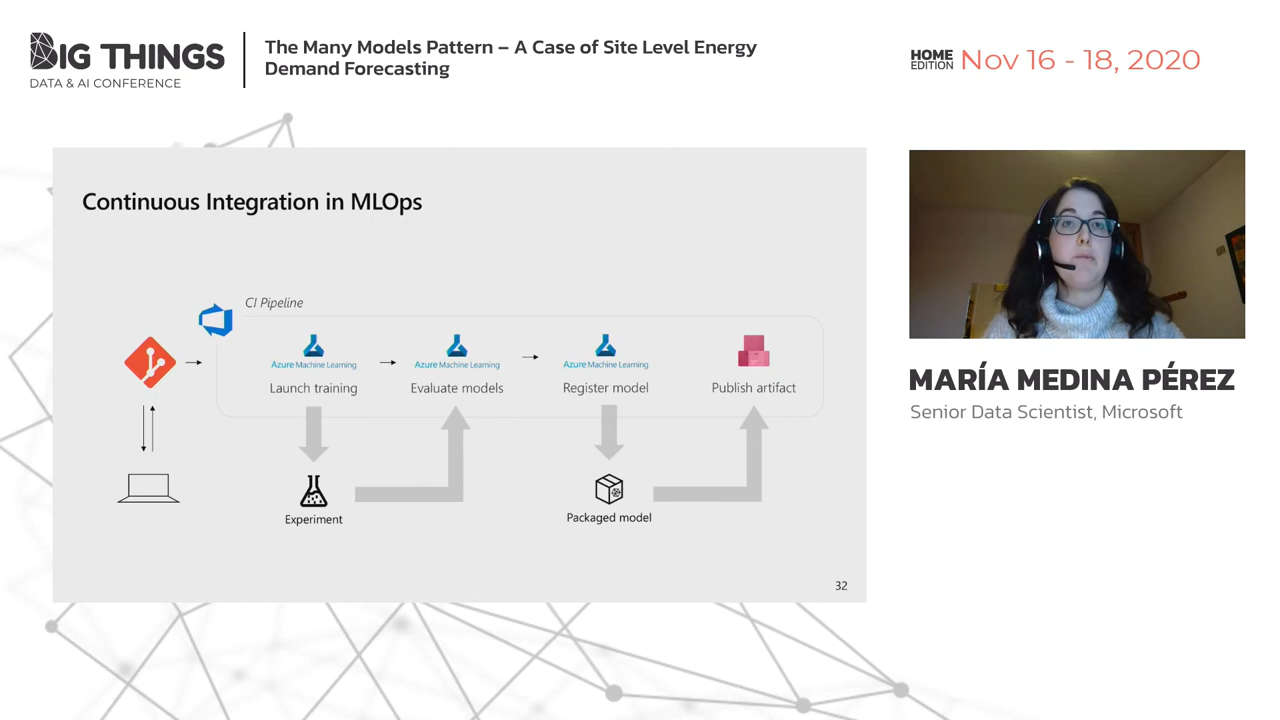 BIG THINGS
DATA & AI CONFERENCE
The Many Models Pattern – A Case of Site Level Energy
Demand Forecasting
HOME
EDITION
Nov 16 - 18, 2020
Continuous Integration in MLOps
CI Pipeline
Azure Machine Learning
Launch training
Azure Machine Learning
Evaluate models
Azure Machine Learning
Register model
Publish artifact
Experiment
Packaged model
32
MARÍA MEDINA PÉREZ
Senior Data Scientist, Microsoft